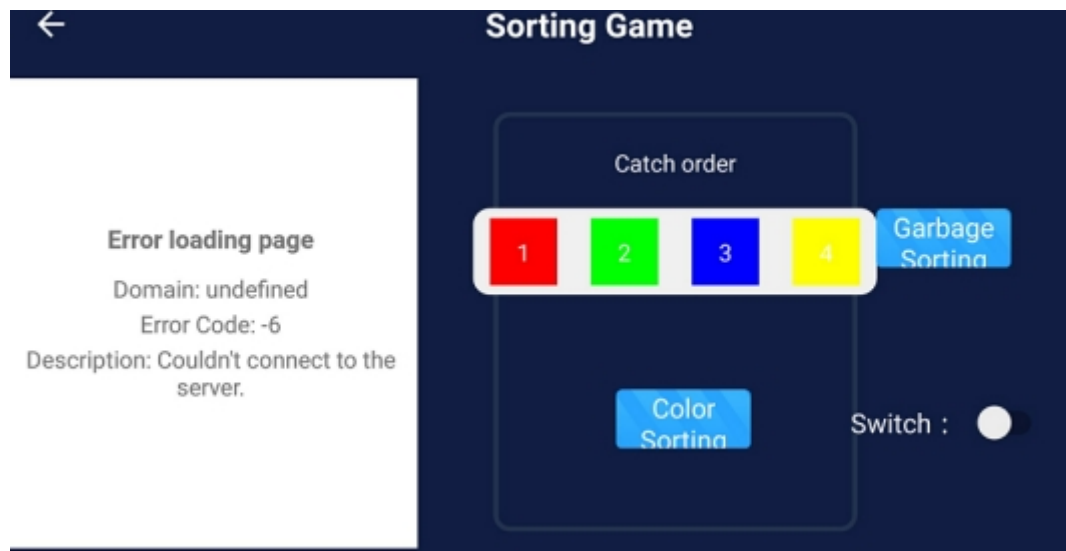 Sorting Game
Error loading page
Domain: undefined
Error Code: -6
Description: Couldn't connect to the
server.
Catch order
1 2 3 4
Garbage
Sorting
Color
Sorting
Switch :